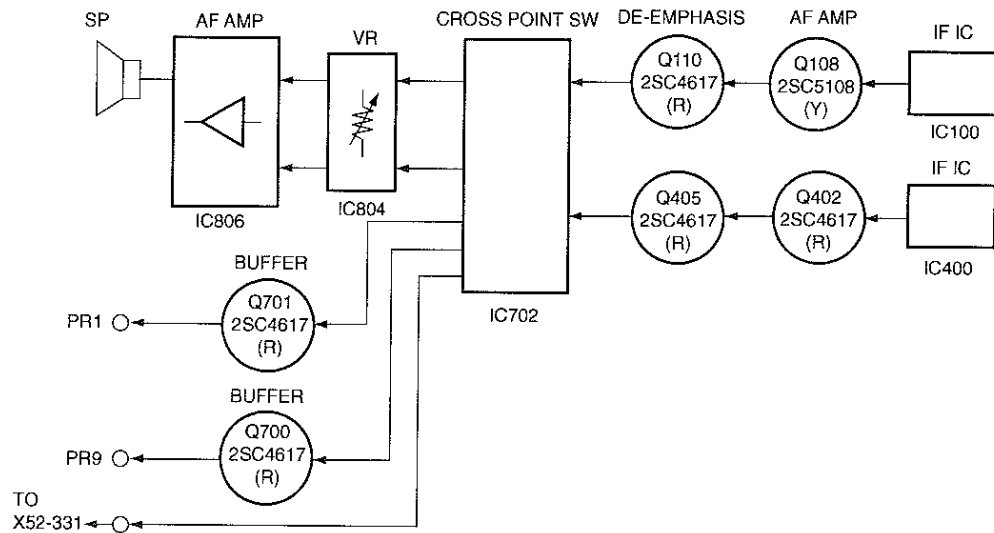 SP
AF AMP
VR
CROSS POINT SW
DE-EMPHASIS
AF AMP
IF IC
Q110
2SC4617
(R)
Q108
2SC5108
(Y)
IC100
IF IC
Q405
2SC4617
(R)
Q402
2SC4617
(R)
IC400
IC806
IC804
IC702
BUFFER
Q701
2SC4617
(R)
PR1
BUFFER
Q700
2SC4617
(R)
PR9
TO
X52-331